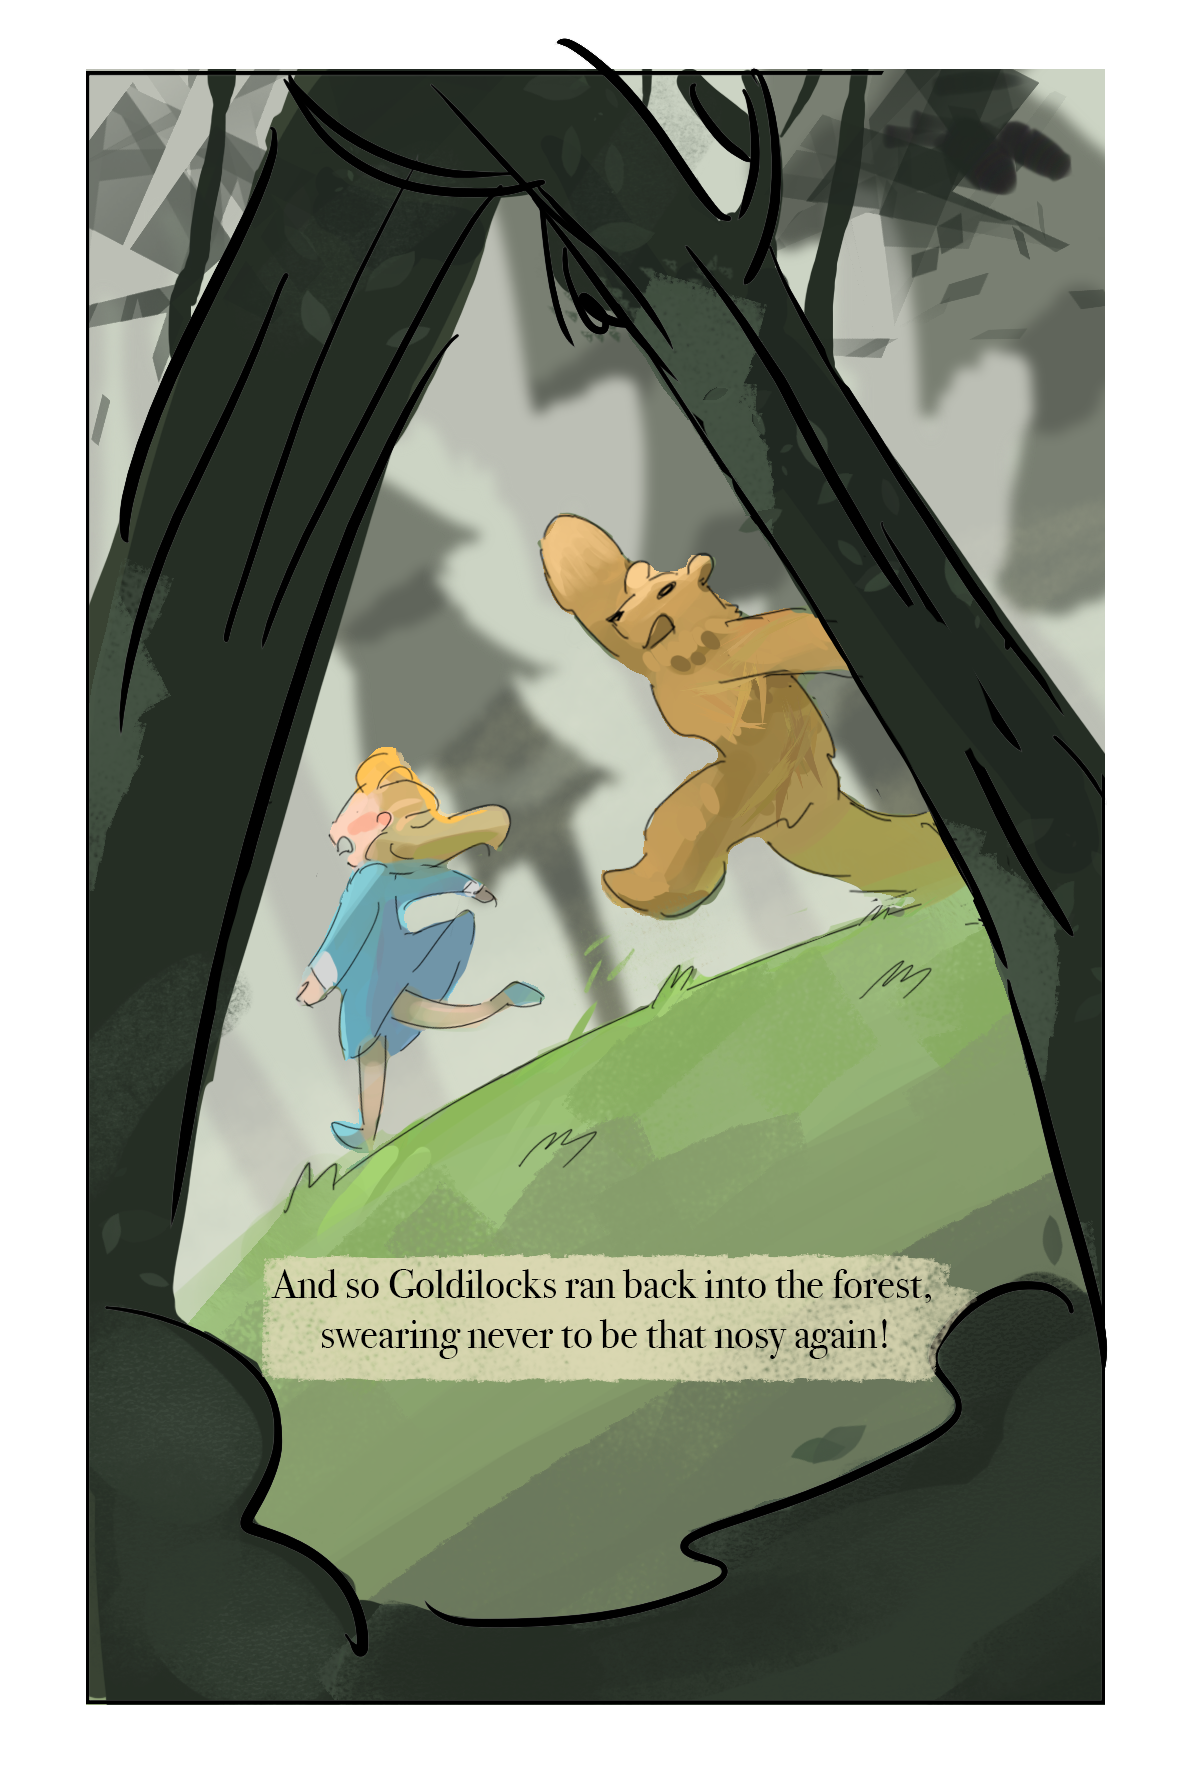 And so Goldilocks ran back into the forest,
swearing never to be that nosy again!